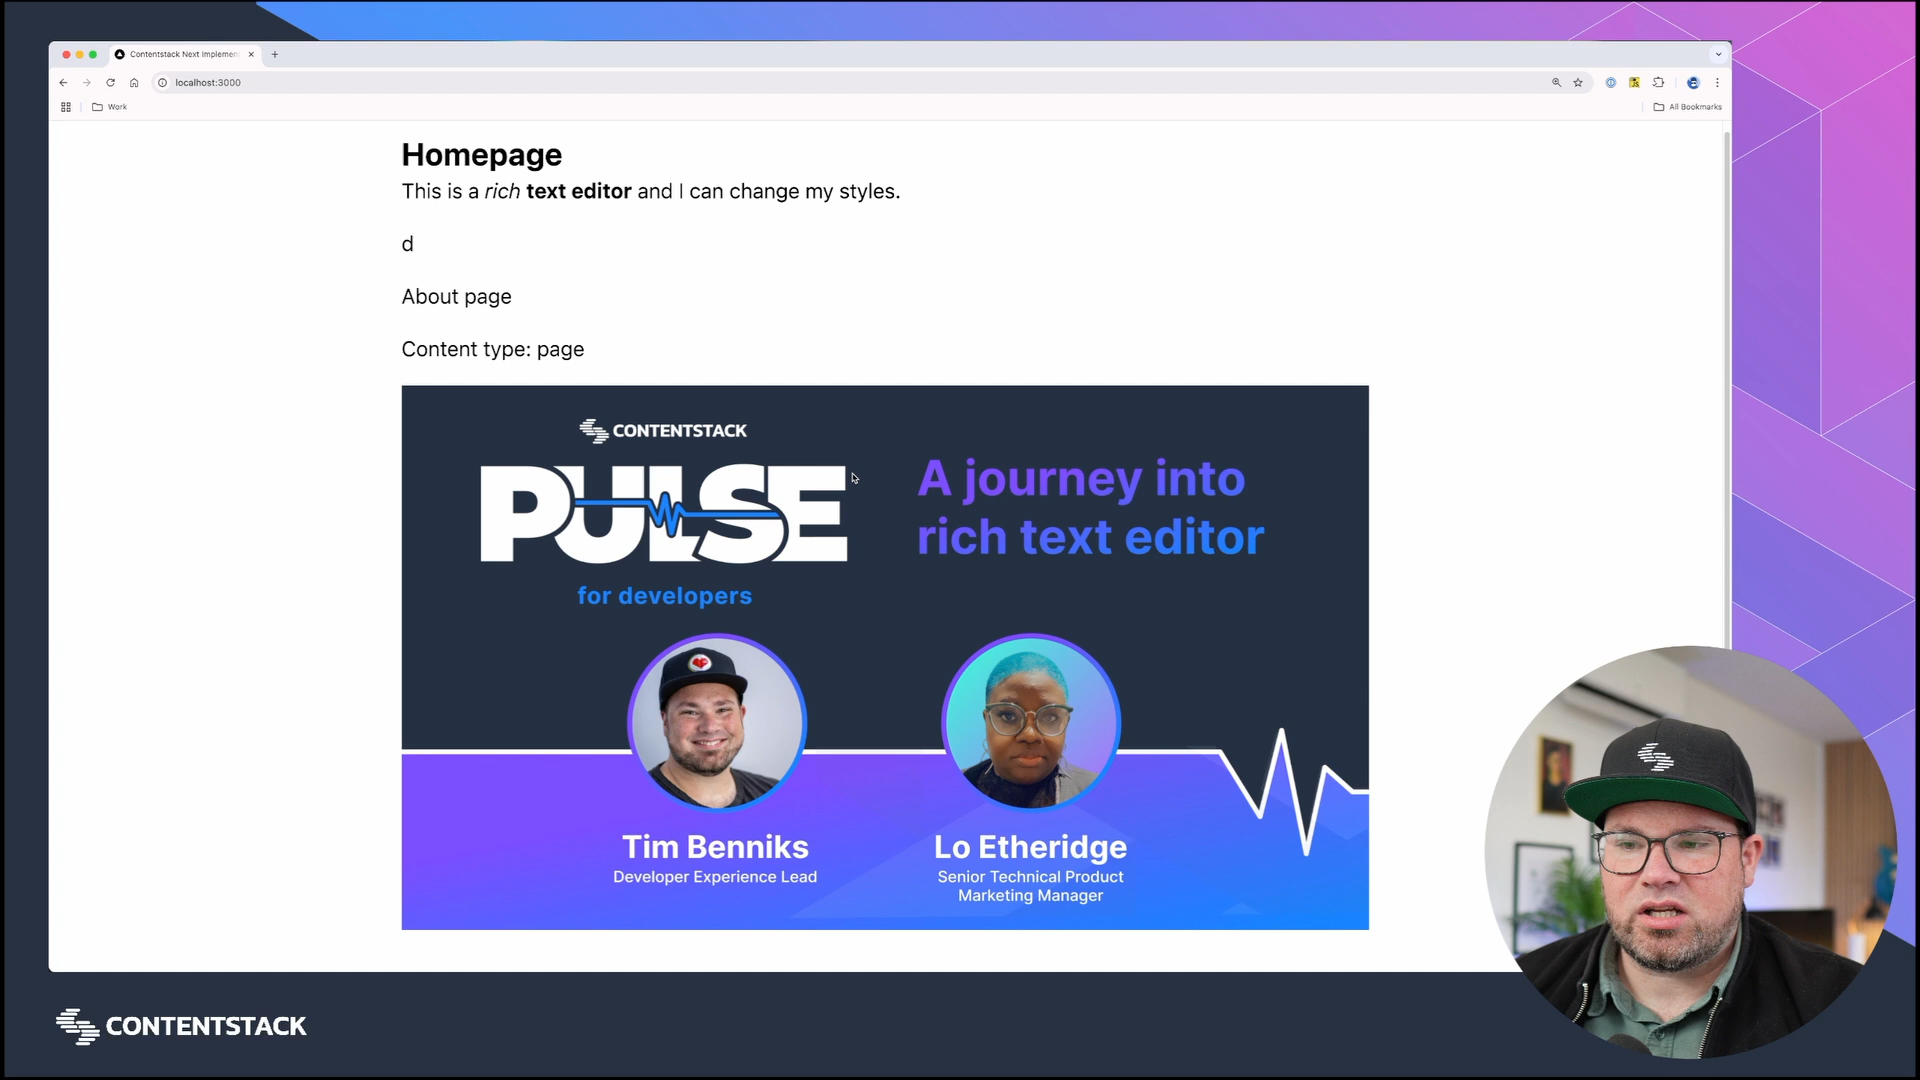 Contentstack Next Implemen
localhost:3000
Work
All Bookmarks
Homepage
This is a rich text editor and I can change my styles.
d
About page
Content type: page
CONTENTSTACK
PULSE
for developers
A journey into
rich text editor
Tim Benniks
Developer Experience Lead
Lo Etheridge
Senior Technical Product
Marketing Manager
CONTENTSTACK